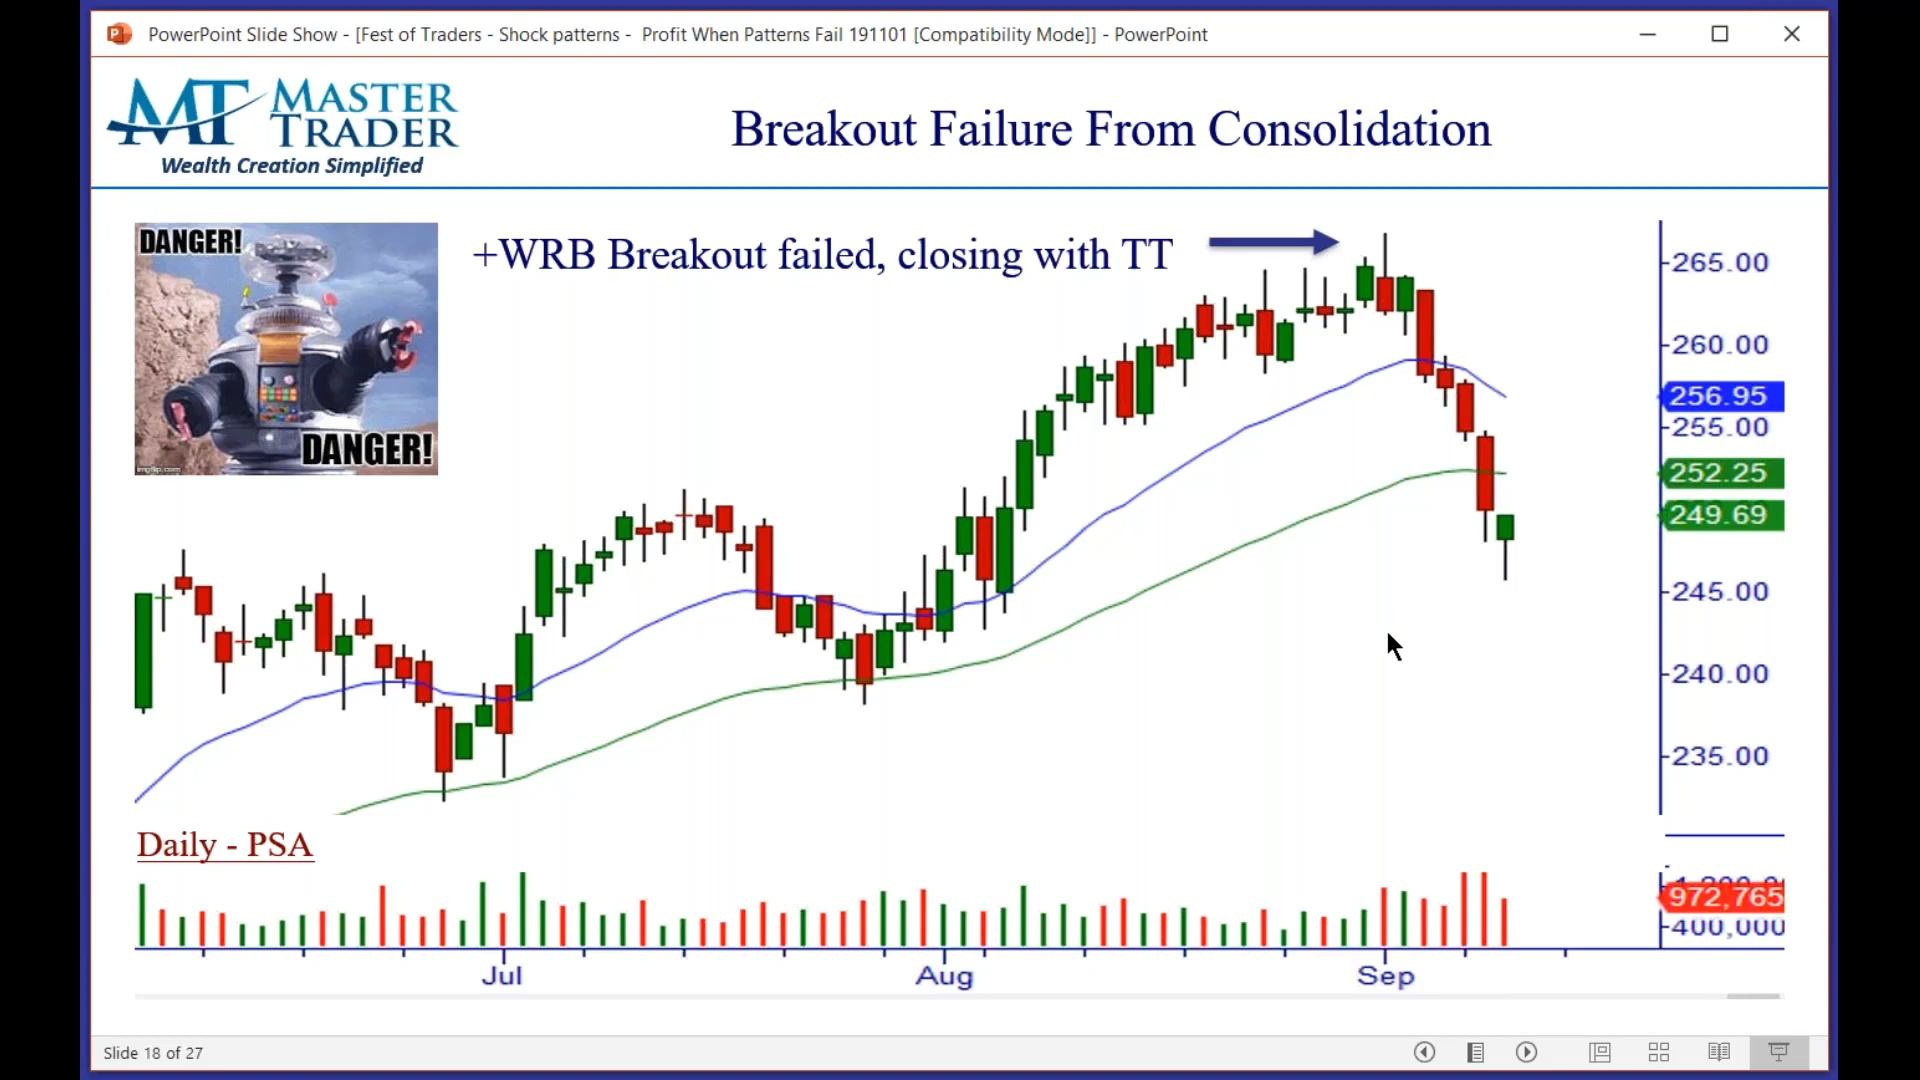 PowerPoint Slide Show - [Fest of Traders - Shock patterns -  Profit When Patterns Fail 191101 [Compatibility Mode]] - PowerPoint
MT MASTER
TRADER
Wealth Creation Simplified
Breakout Failure From Consolidation
DANGER!
DANGER!
imgflip.com
+WRB Breakout failed, closing with TT
265.00
260.00
256.95
255.00
252.25
249.69
245.00
240.00
235.00
Daily - PSA
972,765
400,000
Jul
Aug
Sep
Slide 18 of 27